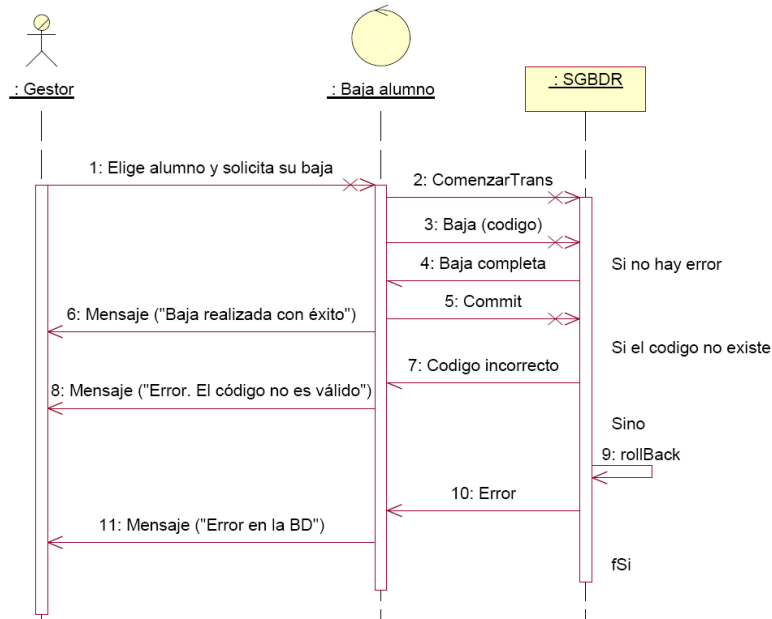 : Gestor
: Baja alumno
: SGBDR
1: Elige alumno y solicita su baja
2: ComenzarTrans
3: Baja (codigo)
4: Baja completa
Si no hay error
5: Commit
6: Mensaje ("Baja realizada con éxito")
Si el codigo no existe
7: Codigo incorrecto
8: Mensaje ("Error. El código no es válido")
Sino
9: rollBack
10: Error
11: Mensaje ("Error en la BD")
fSi